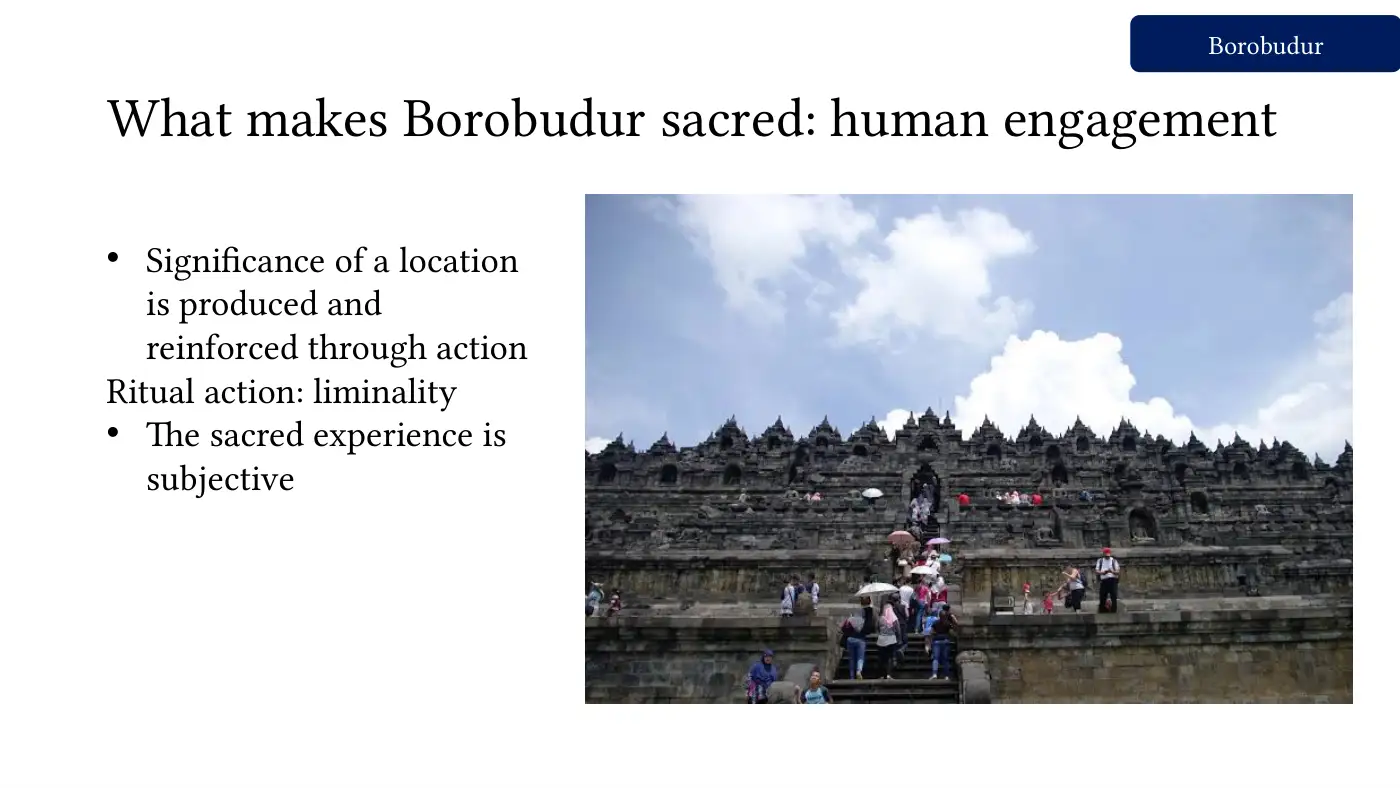 Borobudur
What makes Borobudur sacred: human engagement
• Significance of a location
is produced and
reinforced through action
Ritual action: liminality
• The sacred experience is
subjective